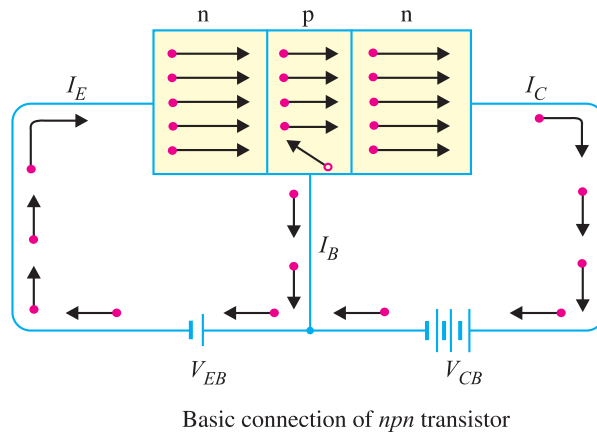 n p n
I_E I_C
I_B
V_EB V_CB
Basic connection of npn transistor